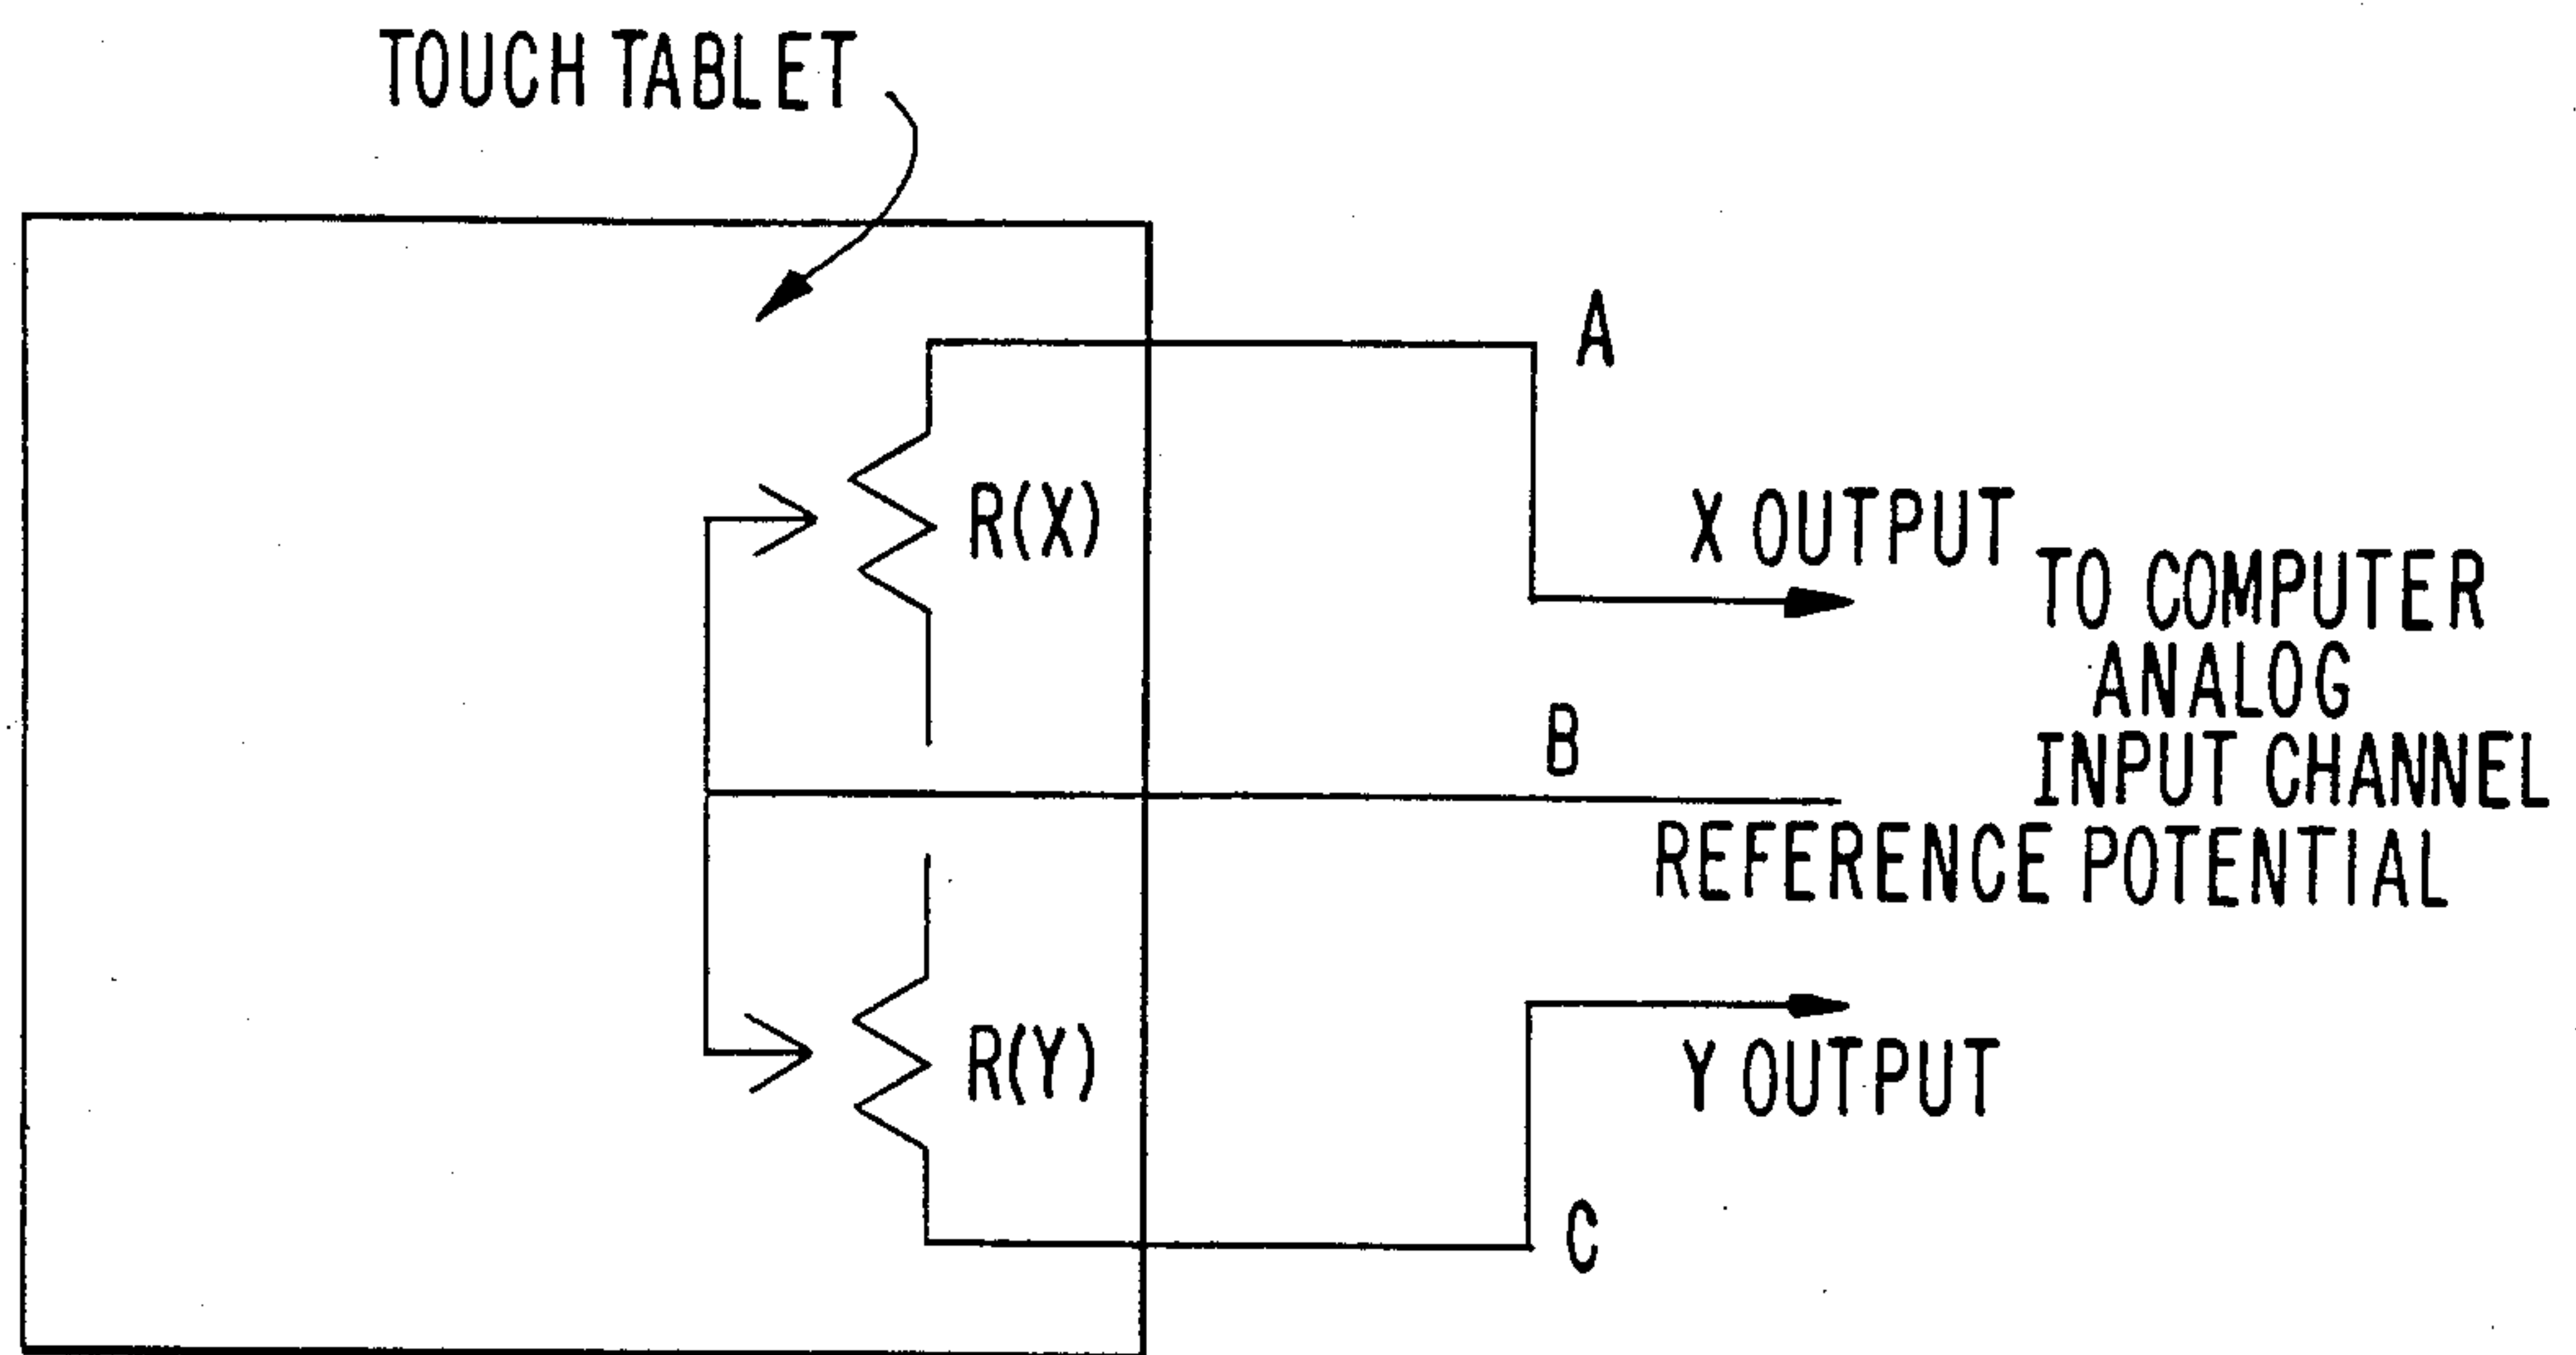 TOUCH TABLET
A
R(X)
X OUTPUT
TO COMPUTER
ANALOG
INPUT CHANNEL
B
REFERENCE POTENTIAL
R(Y)
Y OUTPUT
C